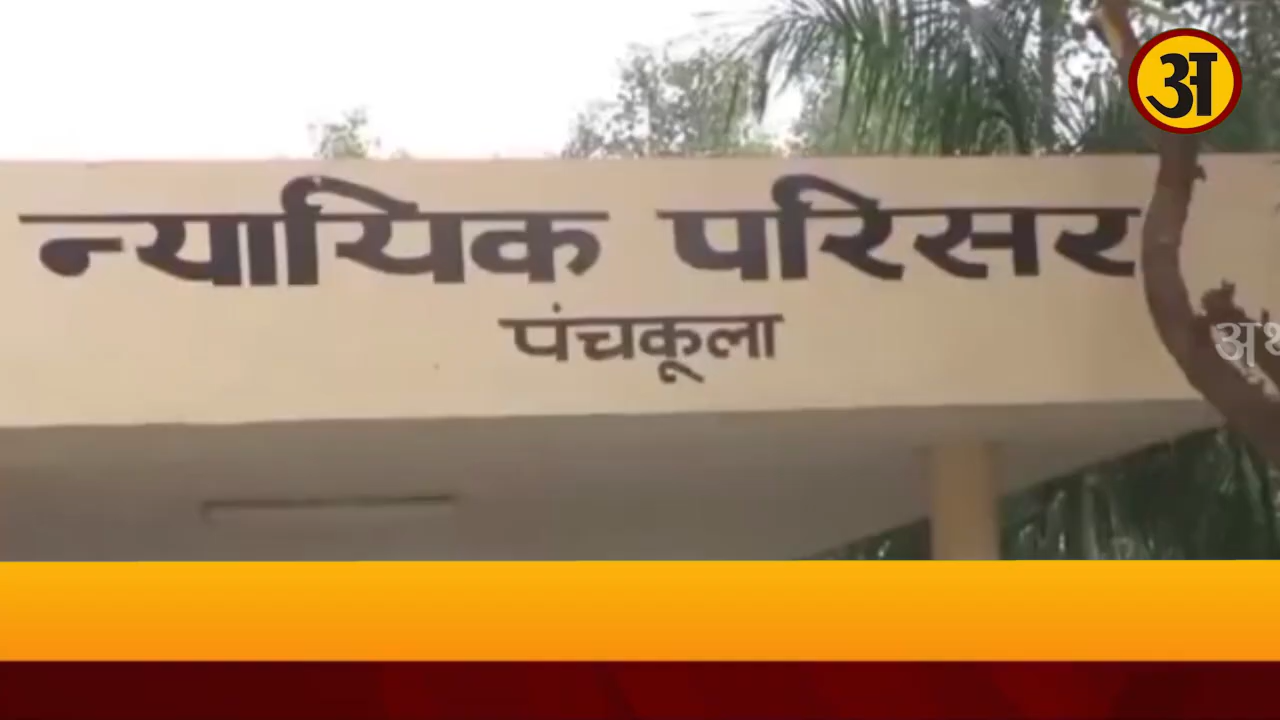 अ
न्यायिक परिसर
पंचकूला